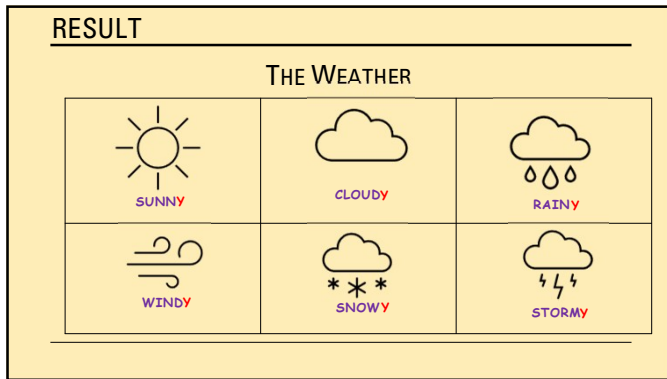 RESULT
THE WEATHER
SUNNY
CLOUDY
RAINY
WINDY
SNOWY
STORMY